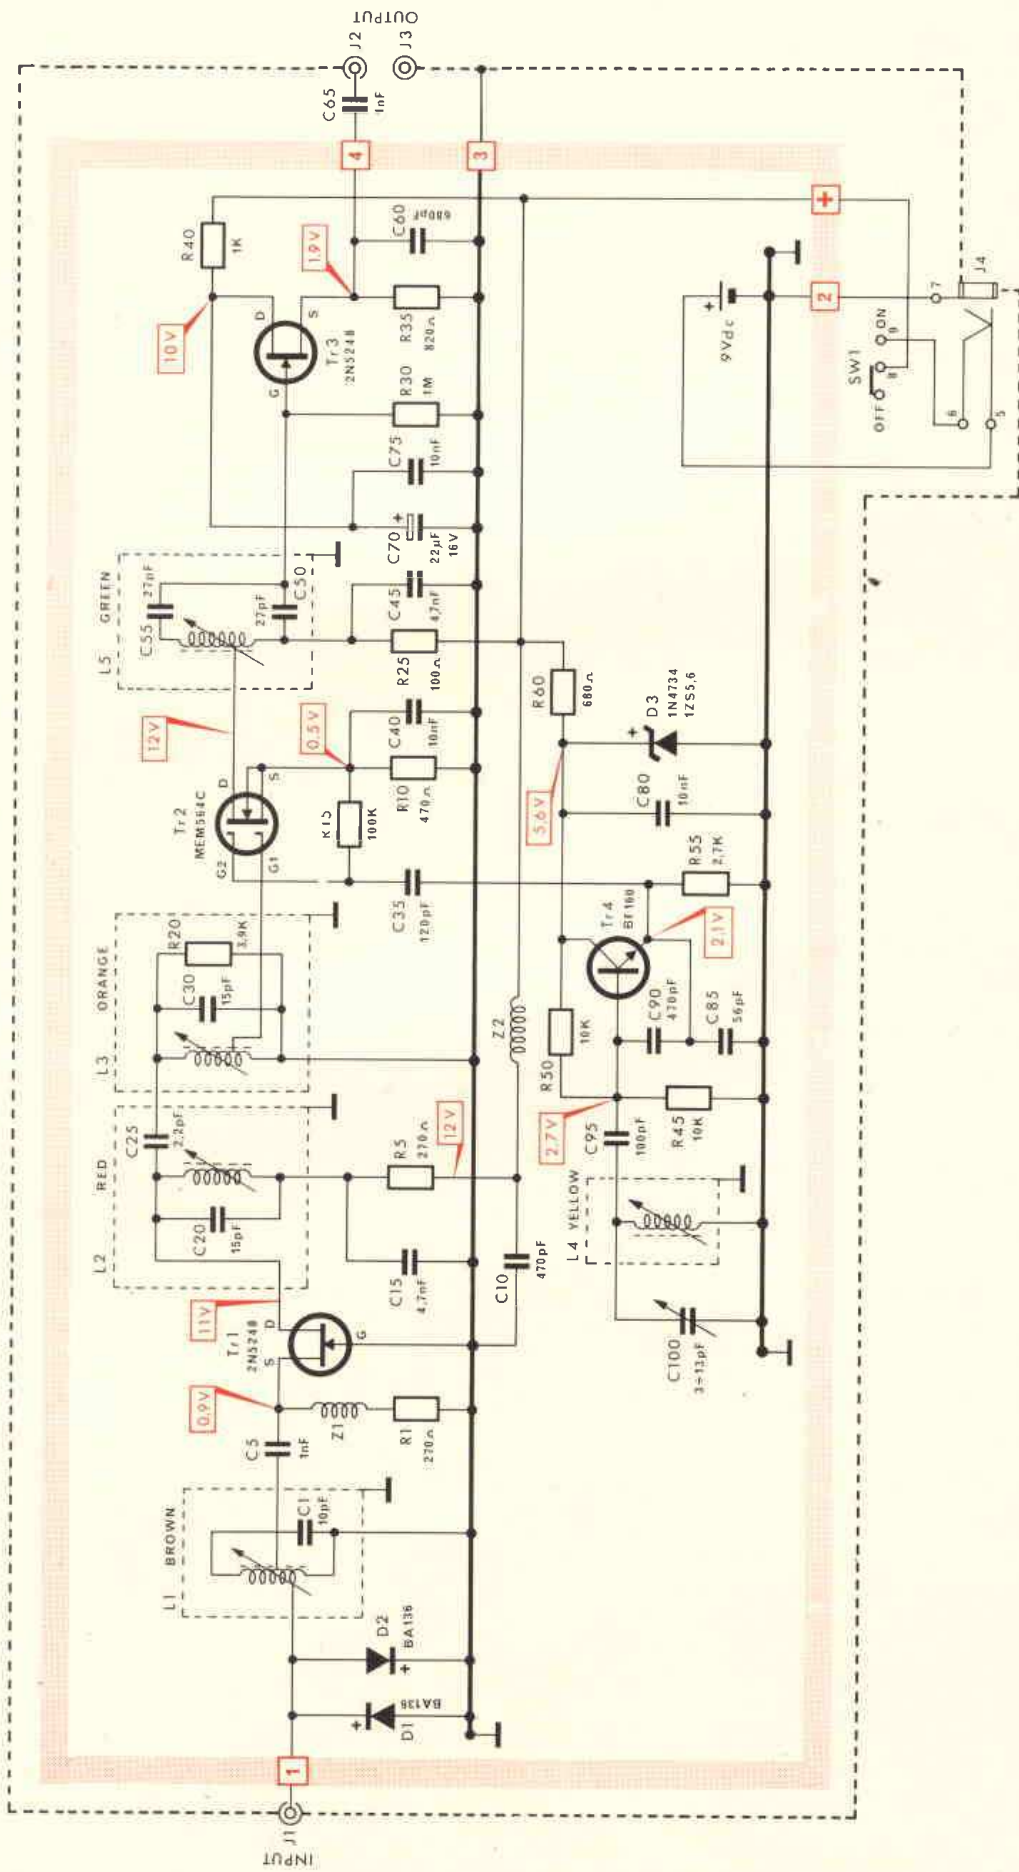 INPUT
J1
1
D1
BA136
+
D2
BA136
+
L1 BROWN
C1
10pF
C5
1nF
0,9V
Z1
R1
270Ω
Tr1
2N5248
S
D
G
11V
L2 RED
C20
15pF
C25
2,2pF
C15
4,7nF
R5
270Ω
12V
C10
470pF
L3 ORANGE
C30
15pF
R20
3,9K
Z2
Tr2
MEM564C
G2
G1
D
S
12V
R15
100K
0,5V
C35
120pF
R10
470Ω
C40
10nF
L5 GREEN
C55
27pF
27pF
C50
R25
100Ω
C45
4,7nF
C70
22µF
16V
+
C75
10nF
R30
1M
Tr3
2N5248
G
D
S
10V
R40
1K
1,9V
R35
820Ω
C60
680pF
4
3
C65
1nF
J2
J3
OUTPUT
C100
3÷13pF
L4 YELLOW
C95
100pF
2,7V
R45
10K
R50
10K
C90
470pF
C85
56pF
Tr4
BF160
2,1V
R55
2,7K
C80
10nF
5,6V
R60
680Ω
D3
1N4734
1ZS5,6
+
9Vdc
+
2
+
SW1
OFF
ON
8
9
6
5
7
J4